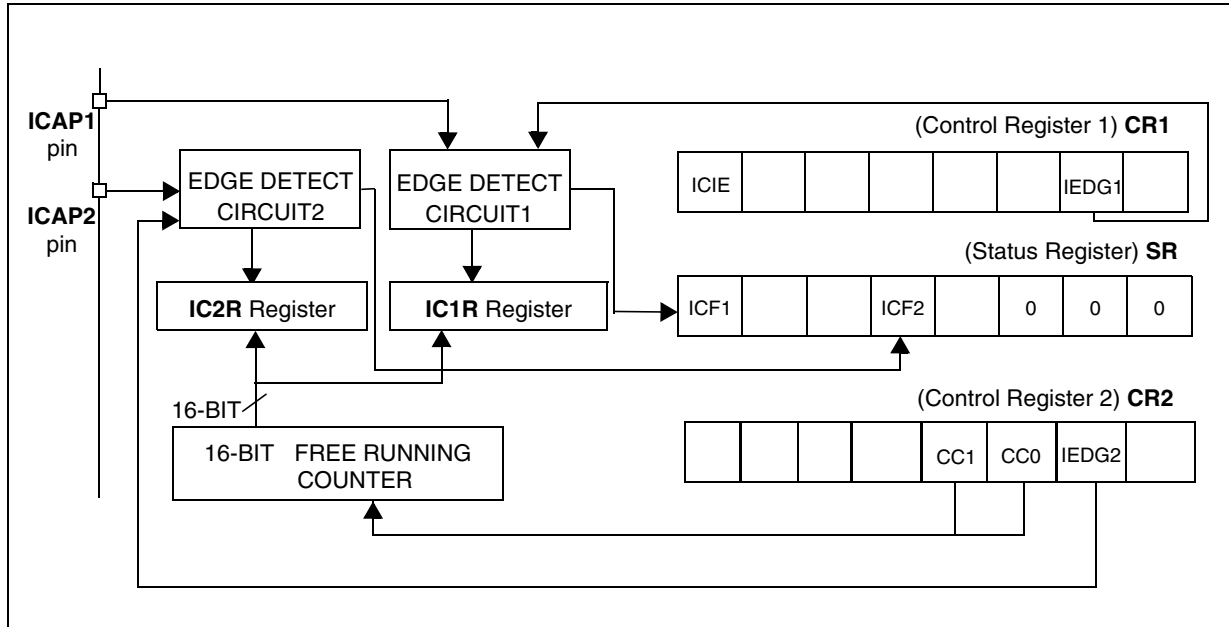 ICAP1
pin
ICAP2
pin
EDGE DETECT
CIRCUIT2
EDGE DETECT
CIRCUIT1
IC2R Register
IC1R Register
16-BIT
16-BIT FREE RUNNING
COUNTER
(Control Register 1) CR1
ICIE IEDG1
(Status Register) SR
ICF1 ICF2 0 0 0
(Control Register 2) CR2
CC1 CC0 IEDG2